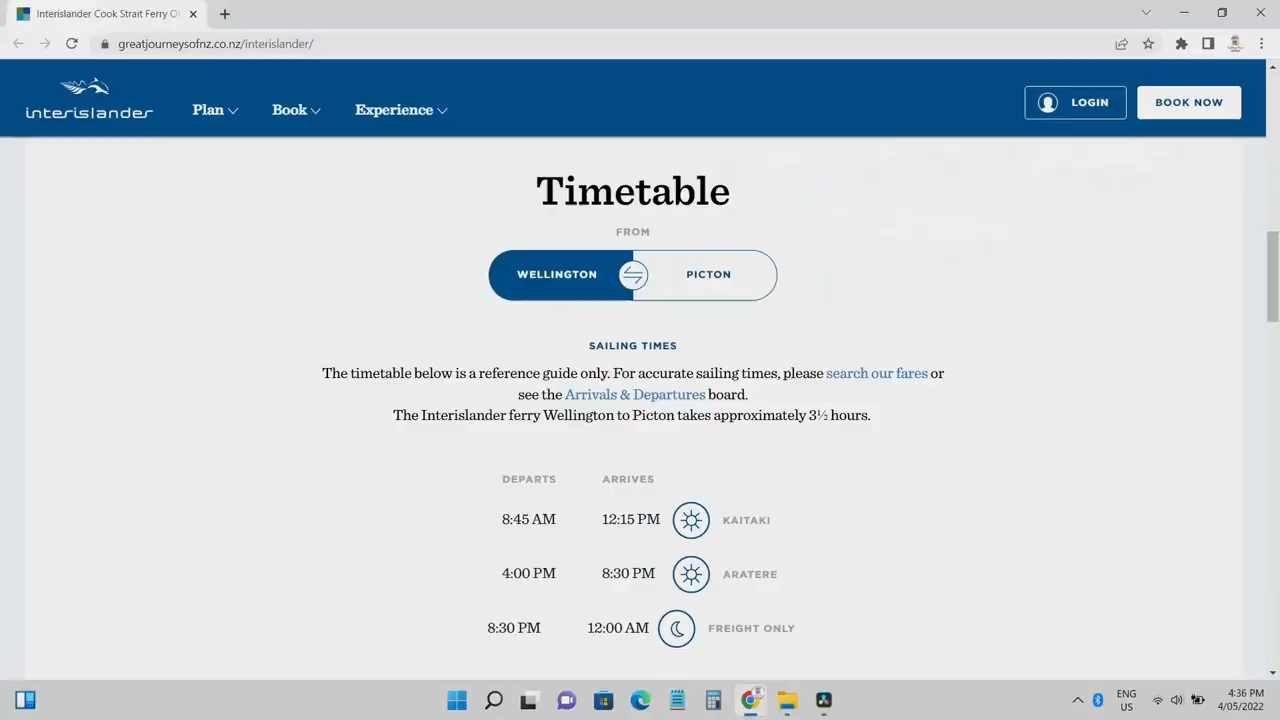 Interislander Cook Strait Ferry O
greatjourneysofnz.co.nz/interislander/
interislander
Plan
Book
Experience
LOGIN
BOOK NOW
Timetable
FROM
WELLINGTON
PICTON
SAILING TIMES
The timetable below is a reference guide only. For accurate sailing times, please search our fares or
see the Arrivals & Departures board.
The Interislander ferry Wellington to Picton takes approximately 3½ hours.
DEPARTS ARRIVES
8:45 AM 12:15 PM KAITAKI
4:00 PM 8:30 PM ARATERE
8:30 PM 12:00 AM FREIGHT ONLY
ENG
US
4:36 PM
4/05/2022